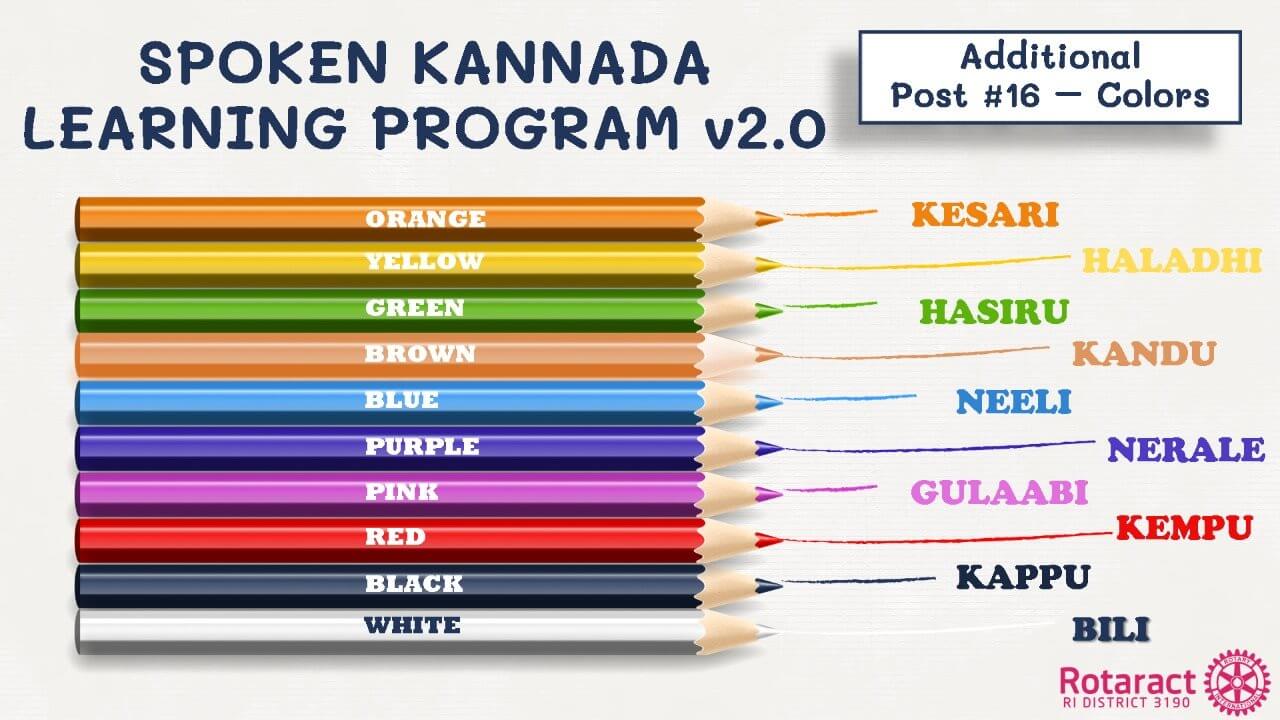 SPOKEN KANNADA
LEARNING PROGRAM v2.0
Additional
Post #16 — Colors
ORANGE KESARI
YELLOW HALADHI
GREEN HASIRU
BROWN KANDU
BLUE NEELI
PURPLE NERALE
PINK GULAABI
RED KEMPU
BLACK KAPPU
WHITE BILI
Rotaract
RI DISTRICT 3190
ROTARY
INTERNATIONAL